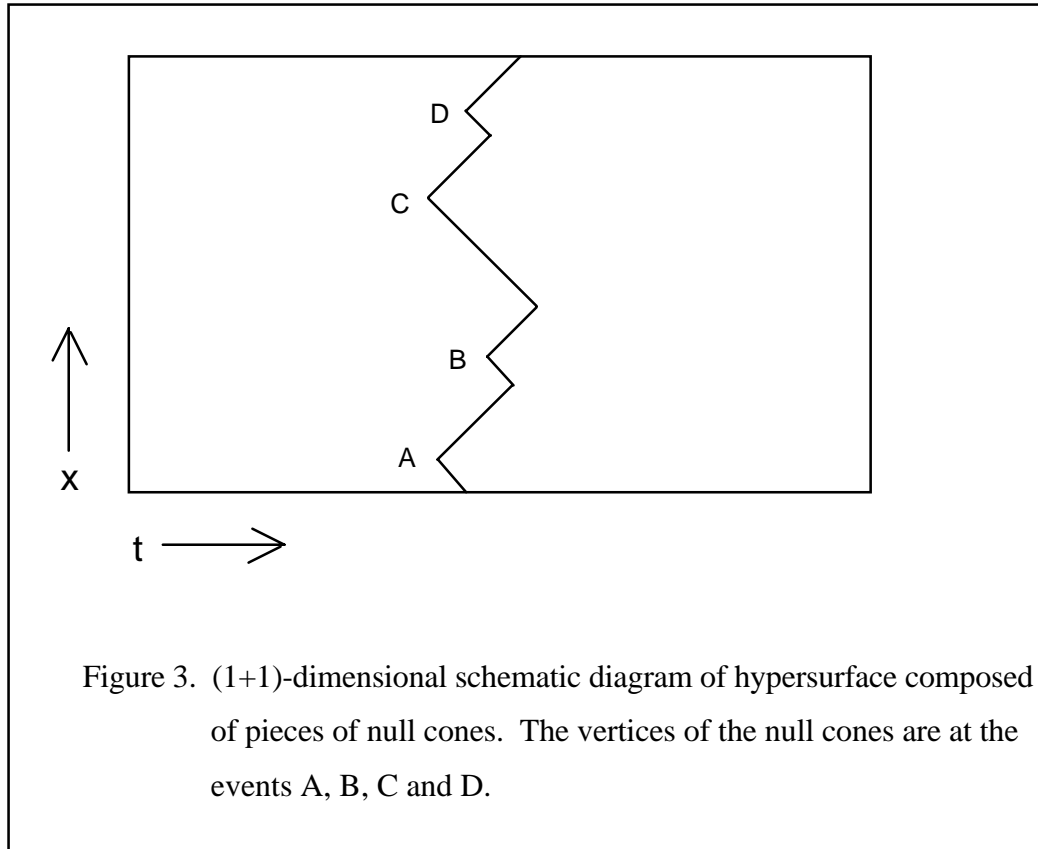 D
C
B
A
x
t
Figure 3. (1+1)-dimensional schematic diagram of hypersurface composed
of pieces of null cones. The vertices of the null cones are at the
events A, B, C and D.